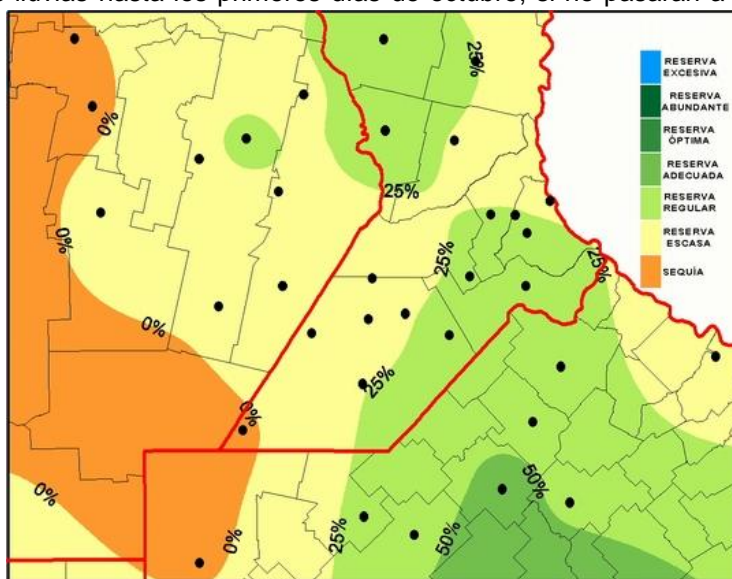 lluvias hasta los primeros días de octubre, si no pasarán a
25%
0%
25%
0%
25%
25%
0%
25%
0%
50%
0%
25%
0%
50%
RESERVA
EXCESIVA
RESERVA
ABUNDANTE
RESERVA
ÓPTIMA
RESERVA
ADECUADA
RESERVA
REGULAR
RESERVA
ESCASA
SEQUÍA